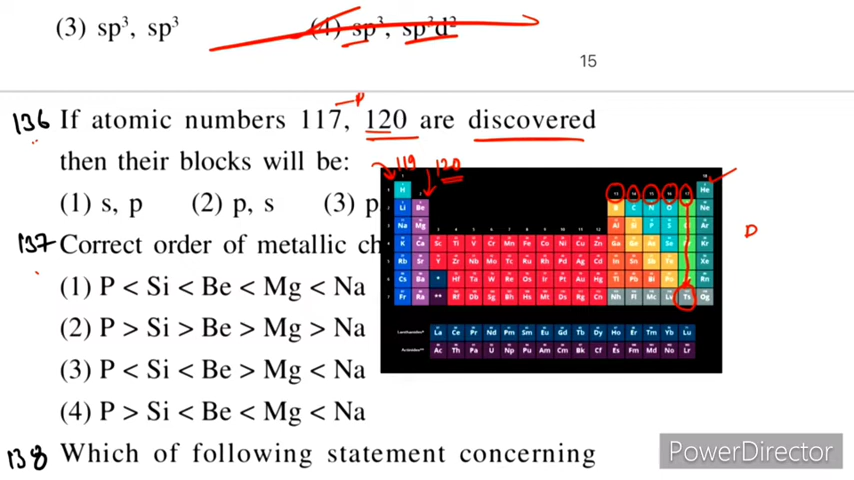 (3) sp³, sp³ (4) sp³, sp³d²
15
136 If atomic numbers 117, 120 are discovered
→ p
then their blocks will be: 119 120
(1) s, p (2) p, s (3) p
137 Correct order of metallic ch
(1) P < Si < Be < Mg < Na
(2) P > Si > Be > Mg > Na
(3) P < Si < Be > Mg < Na
(4) P > Si < Be < Mg < Na
138 Which of following statement concerning
13 14 15 16 17 18
H He
Li Be B C N O Ne
Na Mg Al Si P S Ar
K Ca Sc Ti V Cr Mn Fe Co Ni Cu Zn Ga Ge As Se Kr
Rb Sr Y Zr Nb Mo Tc Ru Rh Pd Ag Cd In Sn Sb Te Xe
Cs Ba * Hf Ta W Re Os Ir Pt Au Hg Tl Pb Bi Po Rn
Fr Ra ** Rf Db Sg Bh Hs Mt Ds Rg Cn Nh Fl Mc Lv Ts Og
Lanthanides* La Ce Pr Nd Pm Sm Eu Gd Tb Dy Ho Er Tm Yb Lu
Actinides** Ac Th Pa U Np Pu Am Cm Bk Cf Es Fm Md No Lr
PowerDirector